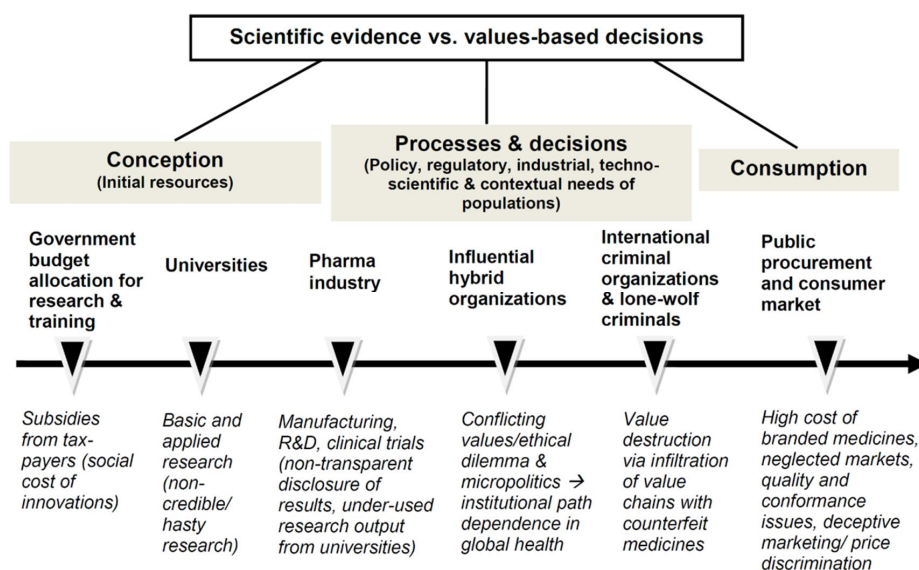 Scientific evidence vs. values-based decisions
Conception
(Initial resources)
Processes & decisions
(Policy, regulatory, industrial, techno-
scientific & contextual needs of
populations)
Consumption
Government
budget
allocation for
research &
training
Universities
Pharma
industry
Influential
hybrid
organizations
International
criminal
organizations
& lone-wolf
criminals
Public
procurement
and consumer
market
Subsidies
from tax-
payers (social
cost of
innovations)
Basic and
applied
research
(non-
credible/
hasty
research)
Manufacturing,
R&D, clinical trials
(non-transparent
disclosure of
results, under-used
research output
from universities)
Conflicting
values/ethical
dilemma &
micropolitics →
institutional path
dependence in
global health
Value
destruction
via infiltration
of value
chains with
counterfeit
medicines
High cost of
branded medicines,
neglected markets,
quality and
conformance
issues, deceptive
marketing/ price
discrimination